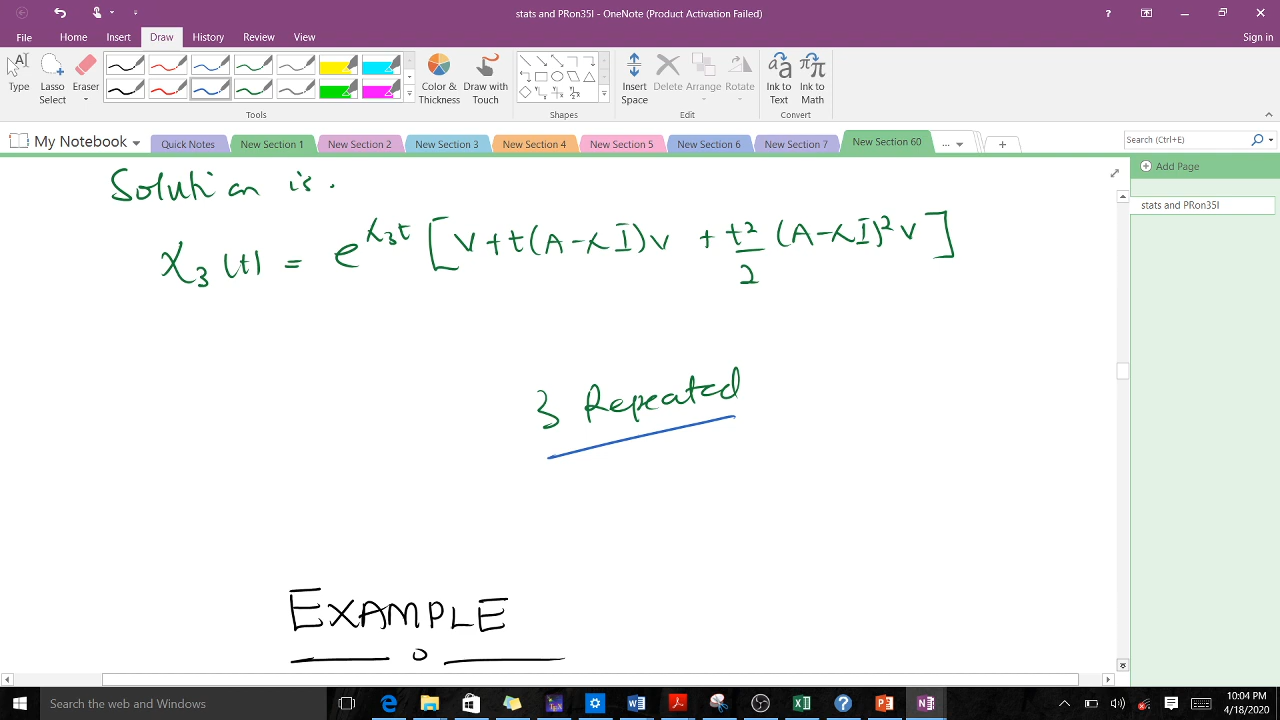 stats and PRon35I - OneNote (Product Activation Failed)
?
File Home Insert Draw History Review View Sign in
Type Lasso Select Eraser Color & Thickness Draw with Touch Insert Space Delete Arrange Rotate Ink to Text Ink to Math
Tools Shapes Edit Convert
My Notebook Quick Notes New Section 1 New Section 2 New Section 3 New Section 4 New Section 5 New Section 6 New Section 7 New Section 60 ... + Search (Ctrl+E)
Add Page
stats and PRon35I
Solution is.
X₃(t) = e^λ₃t [V+t(A-λI)V + t²/2 (A-λI)²V]
3 Repeated
EXAMPLE
Search the web and Windows
10:04 PM
4/18/2020